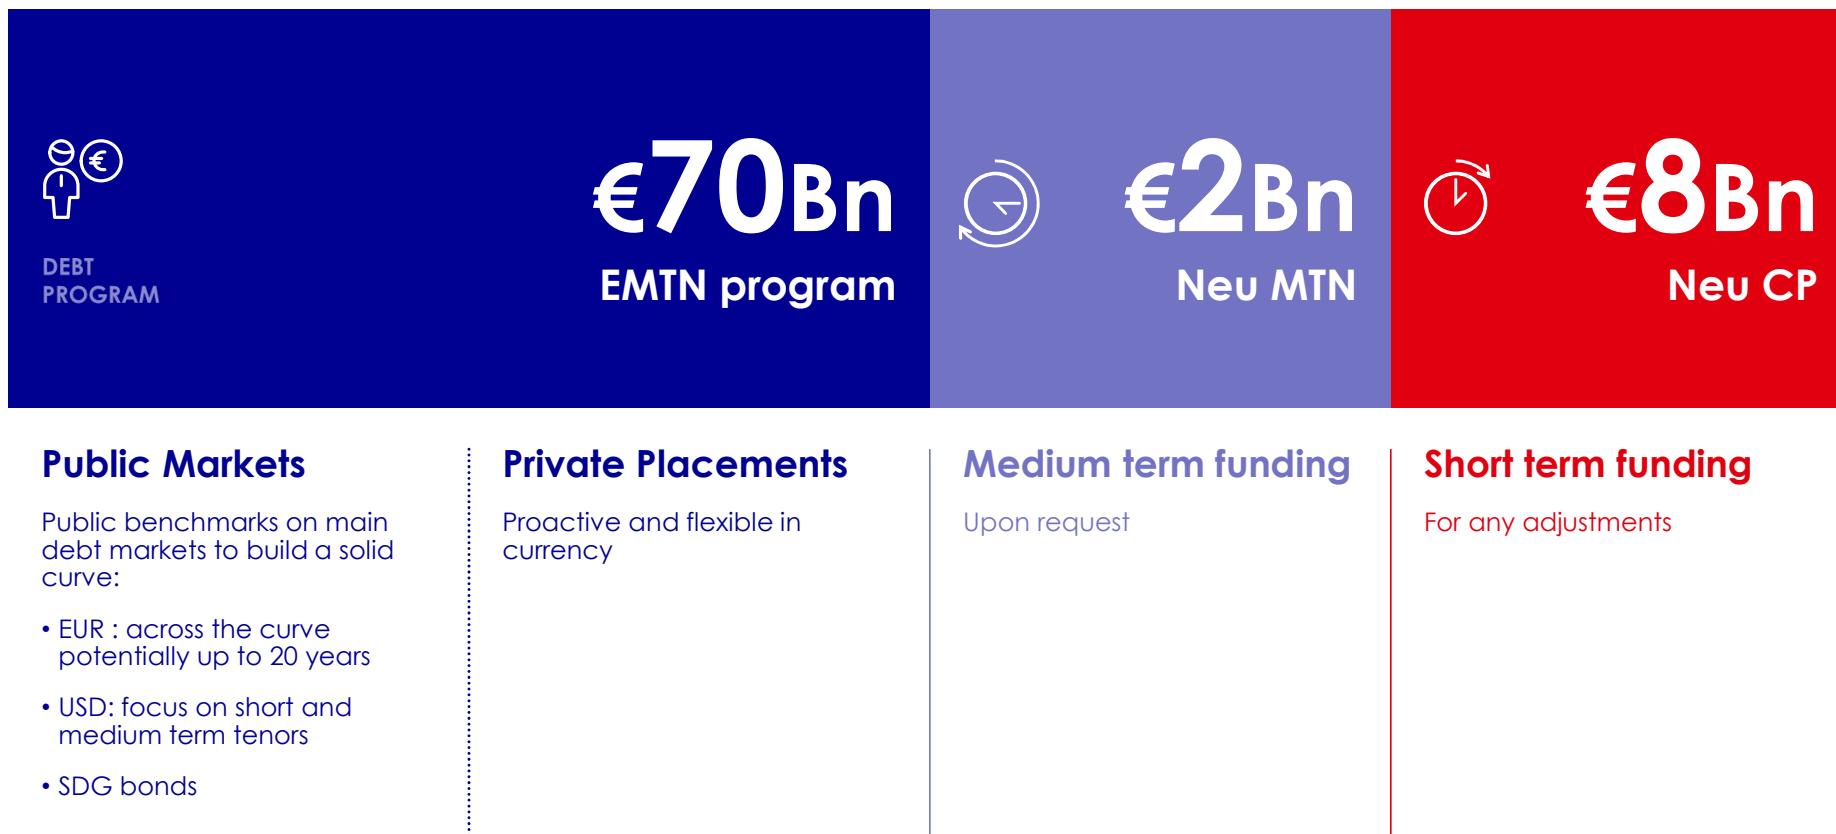 DEBT
PROGRAM
€70Bn
EMTN program
€2Bn
Neu MTN
€8Bn
Neu CP
Public Markets
Public benchmarks on main
debt markets to build a solid
curve:
• EUR : across the curve
potentially up to 20 years
• USD: focus on short and
medium term tenors
• SDG bonds
Private Placements
Proactive and flexible in
currency
Medium term funding
Upon request
Short term funding
For any adjustments